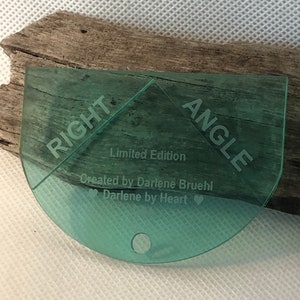 RIGHT ANGLE
Limited Edition
Created by Darlene Bruehl
♥ Darlene by Heart ♥